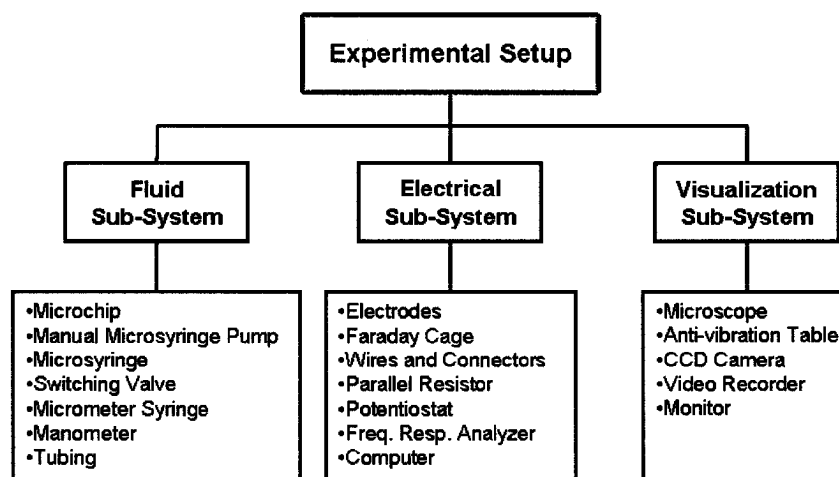 Experimental Setup
Fluid
Sub-System
Electrical
Sub-System
Visualization
Sub-System
•Microchip
•Manual Microsyringe Pump
•Microsyringe
•Switching Valve
•Micrometer Syringe
•Manometer
•Tubing
•Electrodes
•Faraday Cage
•Wires and Connectors
•Parallel Resistor
•Potentiostat
•Freq. Resp. Analyzer
•Computer
•Microscope
•Anti-vibration Table
•CCD Camera
•Video Recorder
•Monitor